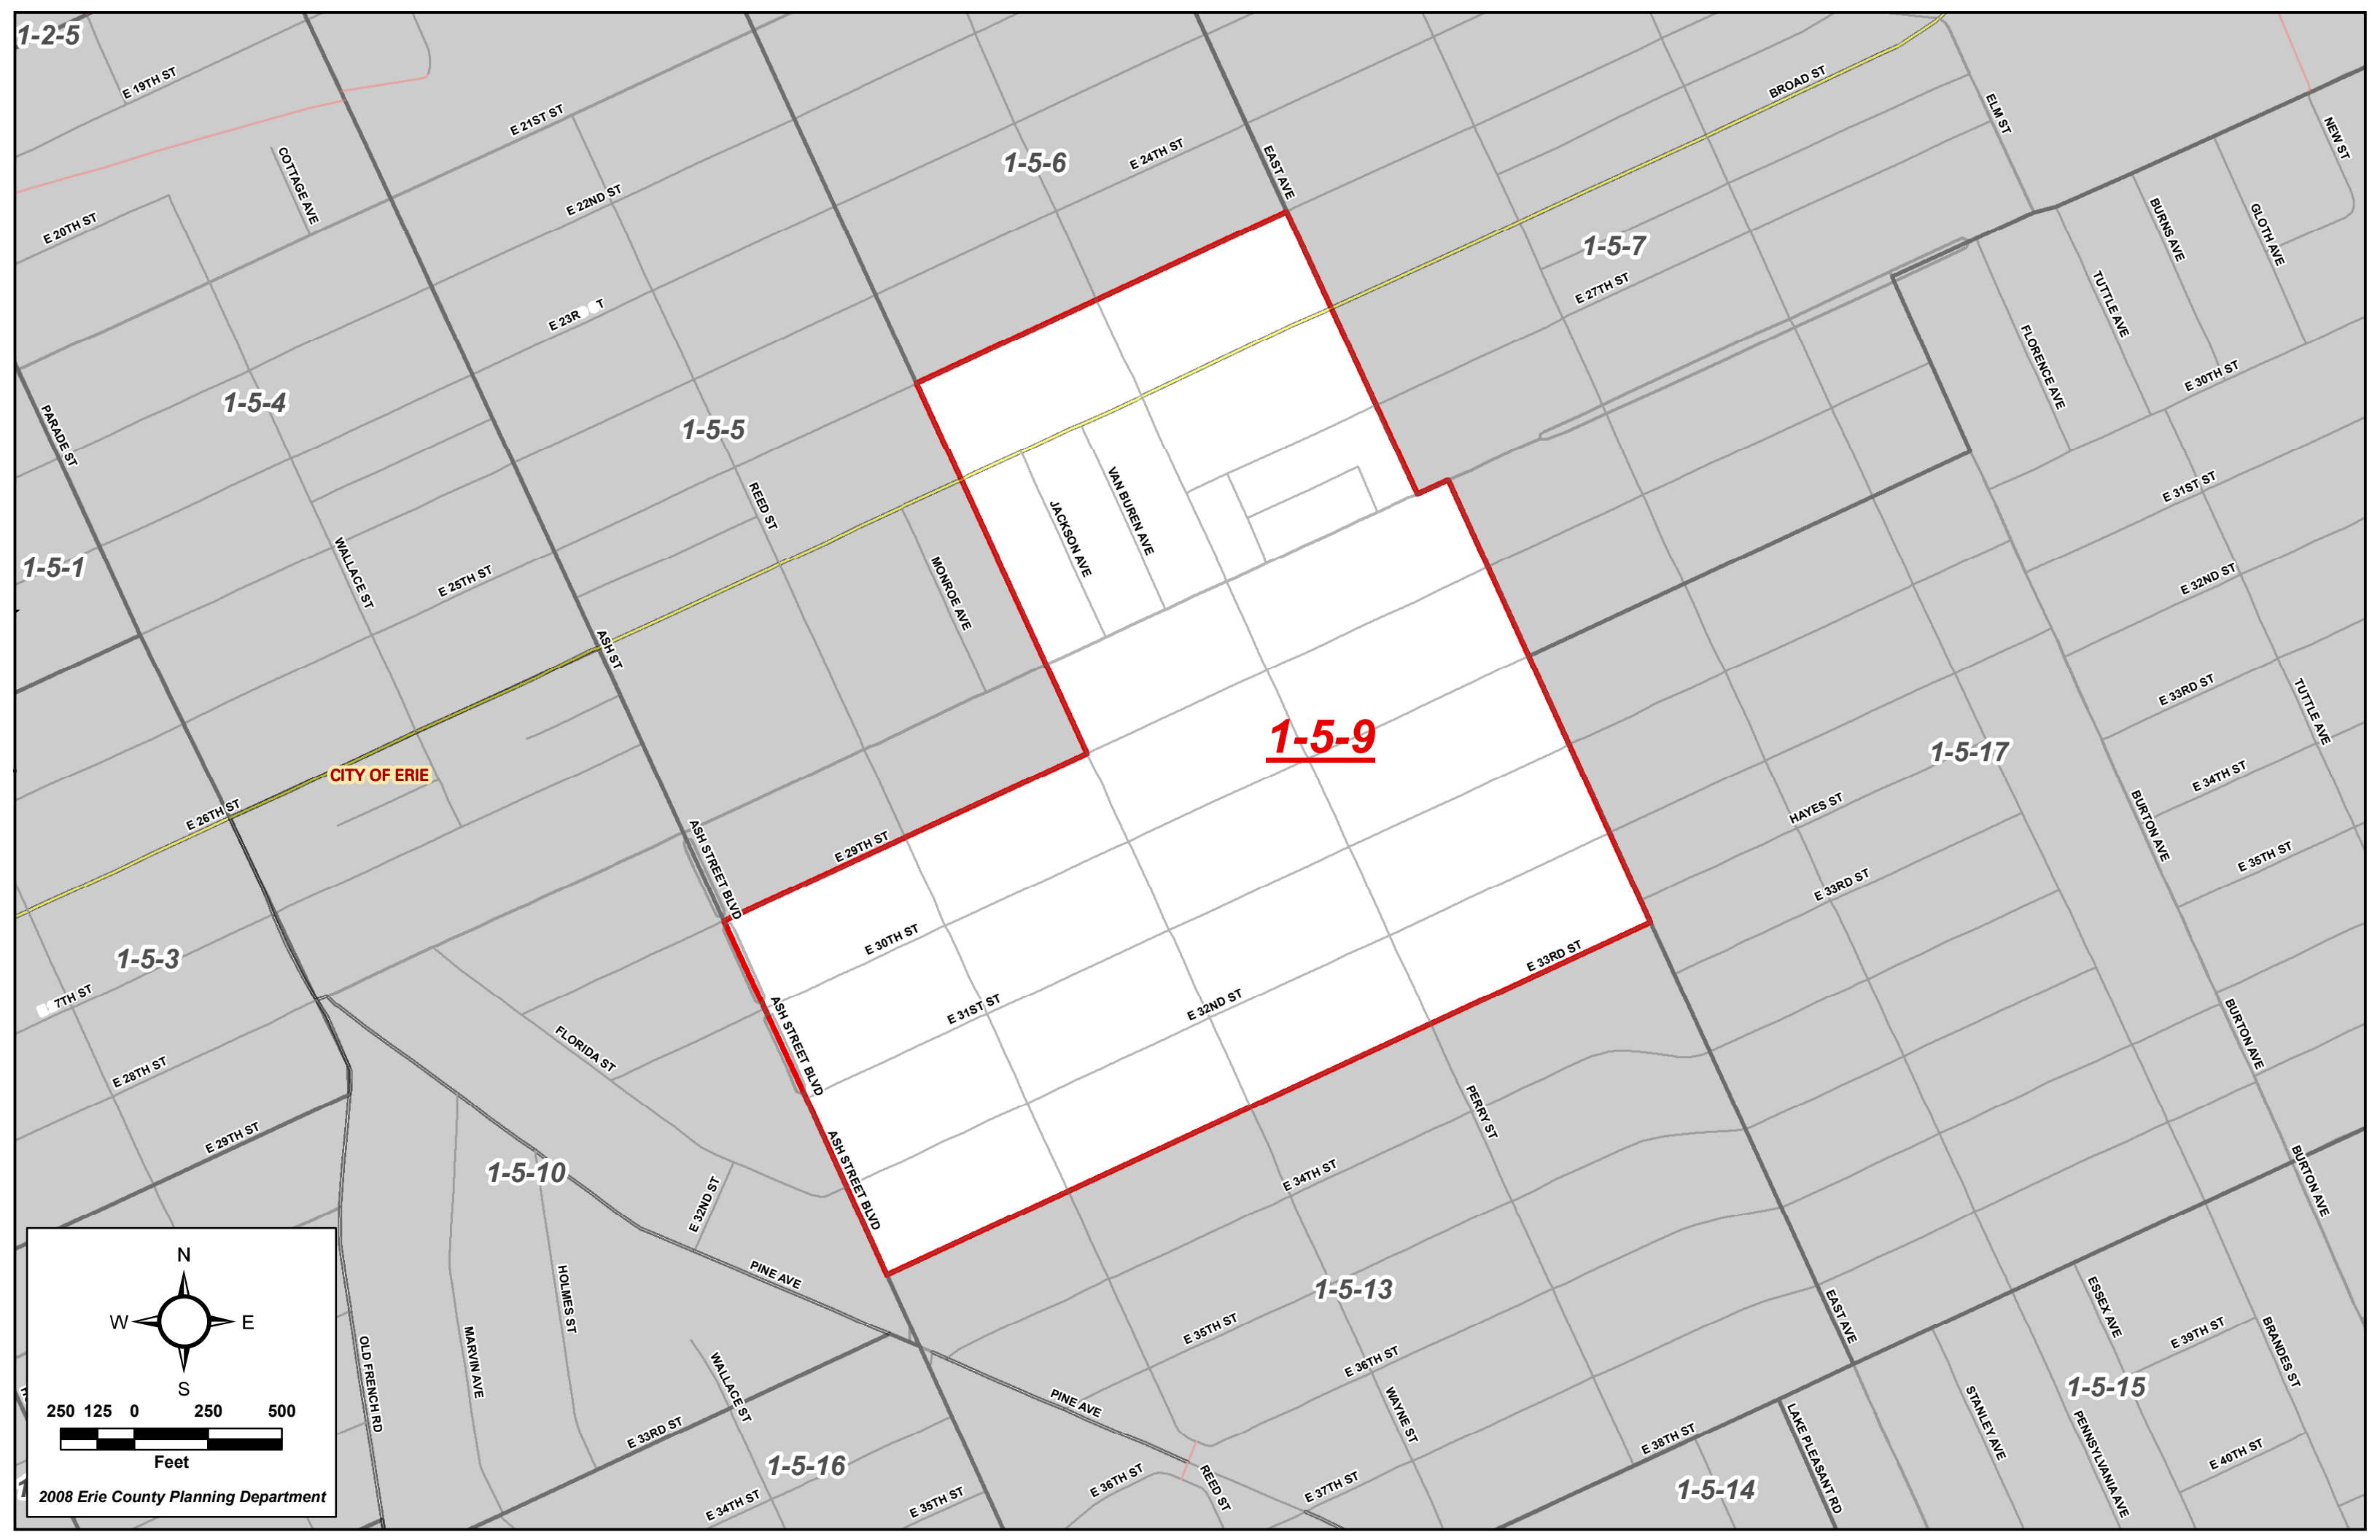 1-2-5
E 19TH ST
E 21ST ST
COTTAGE AVE
E 20TH ST
E 22ND ST
1-5-6
E 24TH ST
EAST AVE
BROAD ST
ELM ST
NEW ST
1-5-7
E 27TH ST
BURNS AVE
GLOTH AVE
TUTTLE AVE
FLORENCE AVE
E 30TH ST
1-5-4
PARADE ST
1-5-5
REED ST
JACKSON AVE
VAN BUREN AVE
E 31ST ST
1-5-1
WALLACE ST
E 25TH ST
MONROE AVE
E 32ND ST
ASH ST
E 33RD ST
TUTTLE AVE
1-5-9
1-5-17
CITY OF ERIE
E 26TH ST
E 34TH ST
HAYES ST
BURTON AVE
E 35TH ST
ASH STREET BLVD
E 29TH ST
E 33RD ST
E 30TH ST
1-5-3
E 33RD ST
E 31ST ST
E 32ND ST
7TH ST
ASH STREET BLVD
FLORIDA ST
BURTON AVE
E 28TH ST
PERRY ST
E 29TH ST
1-5-10
ASH STREET BLVD
E 32ND ST
E 34TH ST
BURTON AVE
PINE AVE
1-5-13
HOLMES ST
EAST AVE
ESSEX AVE
E 35TH ST
E 39TH ST
BRANDES ST
MARVIN AVE
OLD FRENCH RD
WALLACE ST
E 36TH ST
1-5-15
PINE AVE
WAYNE ST
STANLEY AVE
E 33RD ST
E 38TH ST
LAKE PLEASANT RD
PENNSYLVANIA AVE
E 40TH ST
1-5-16
1-5-14
E 36TH ST
REED ST
E 37TH ST
E 34TH ST
E 35TH ST
N
W E
S
250 125 0 250 500
Feet
2008 Erie County Planning Department